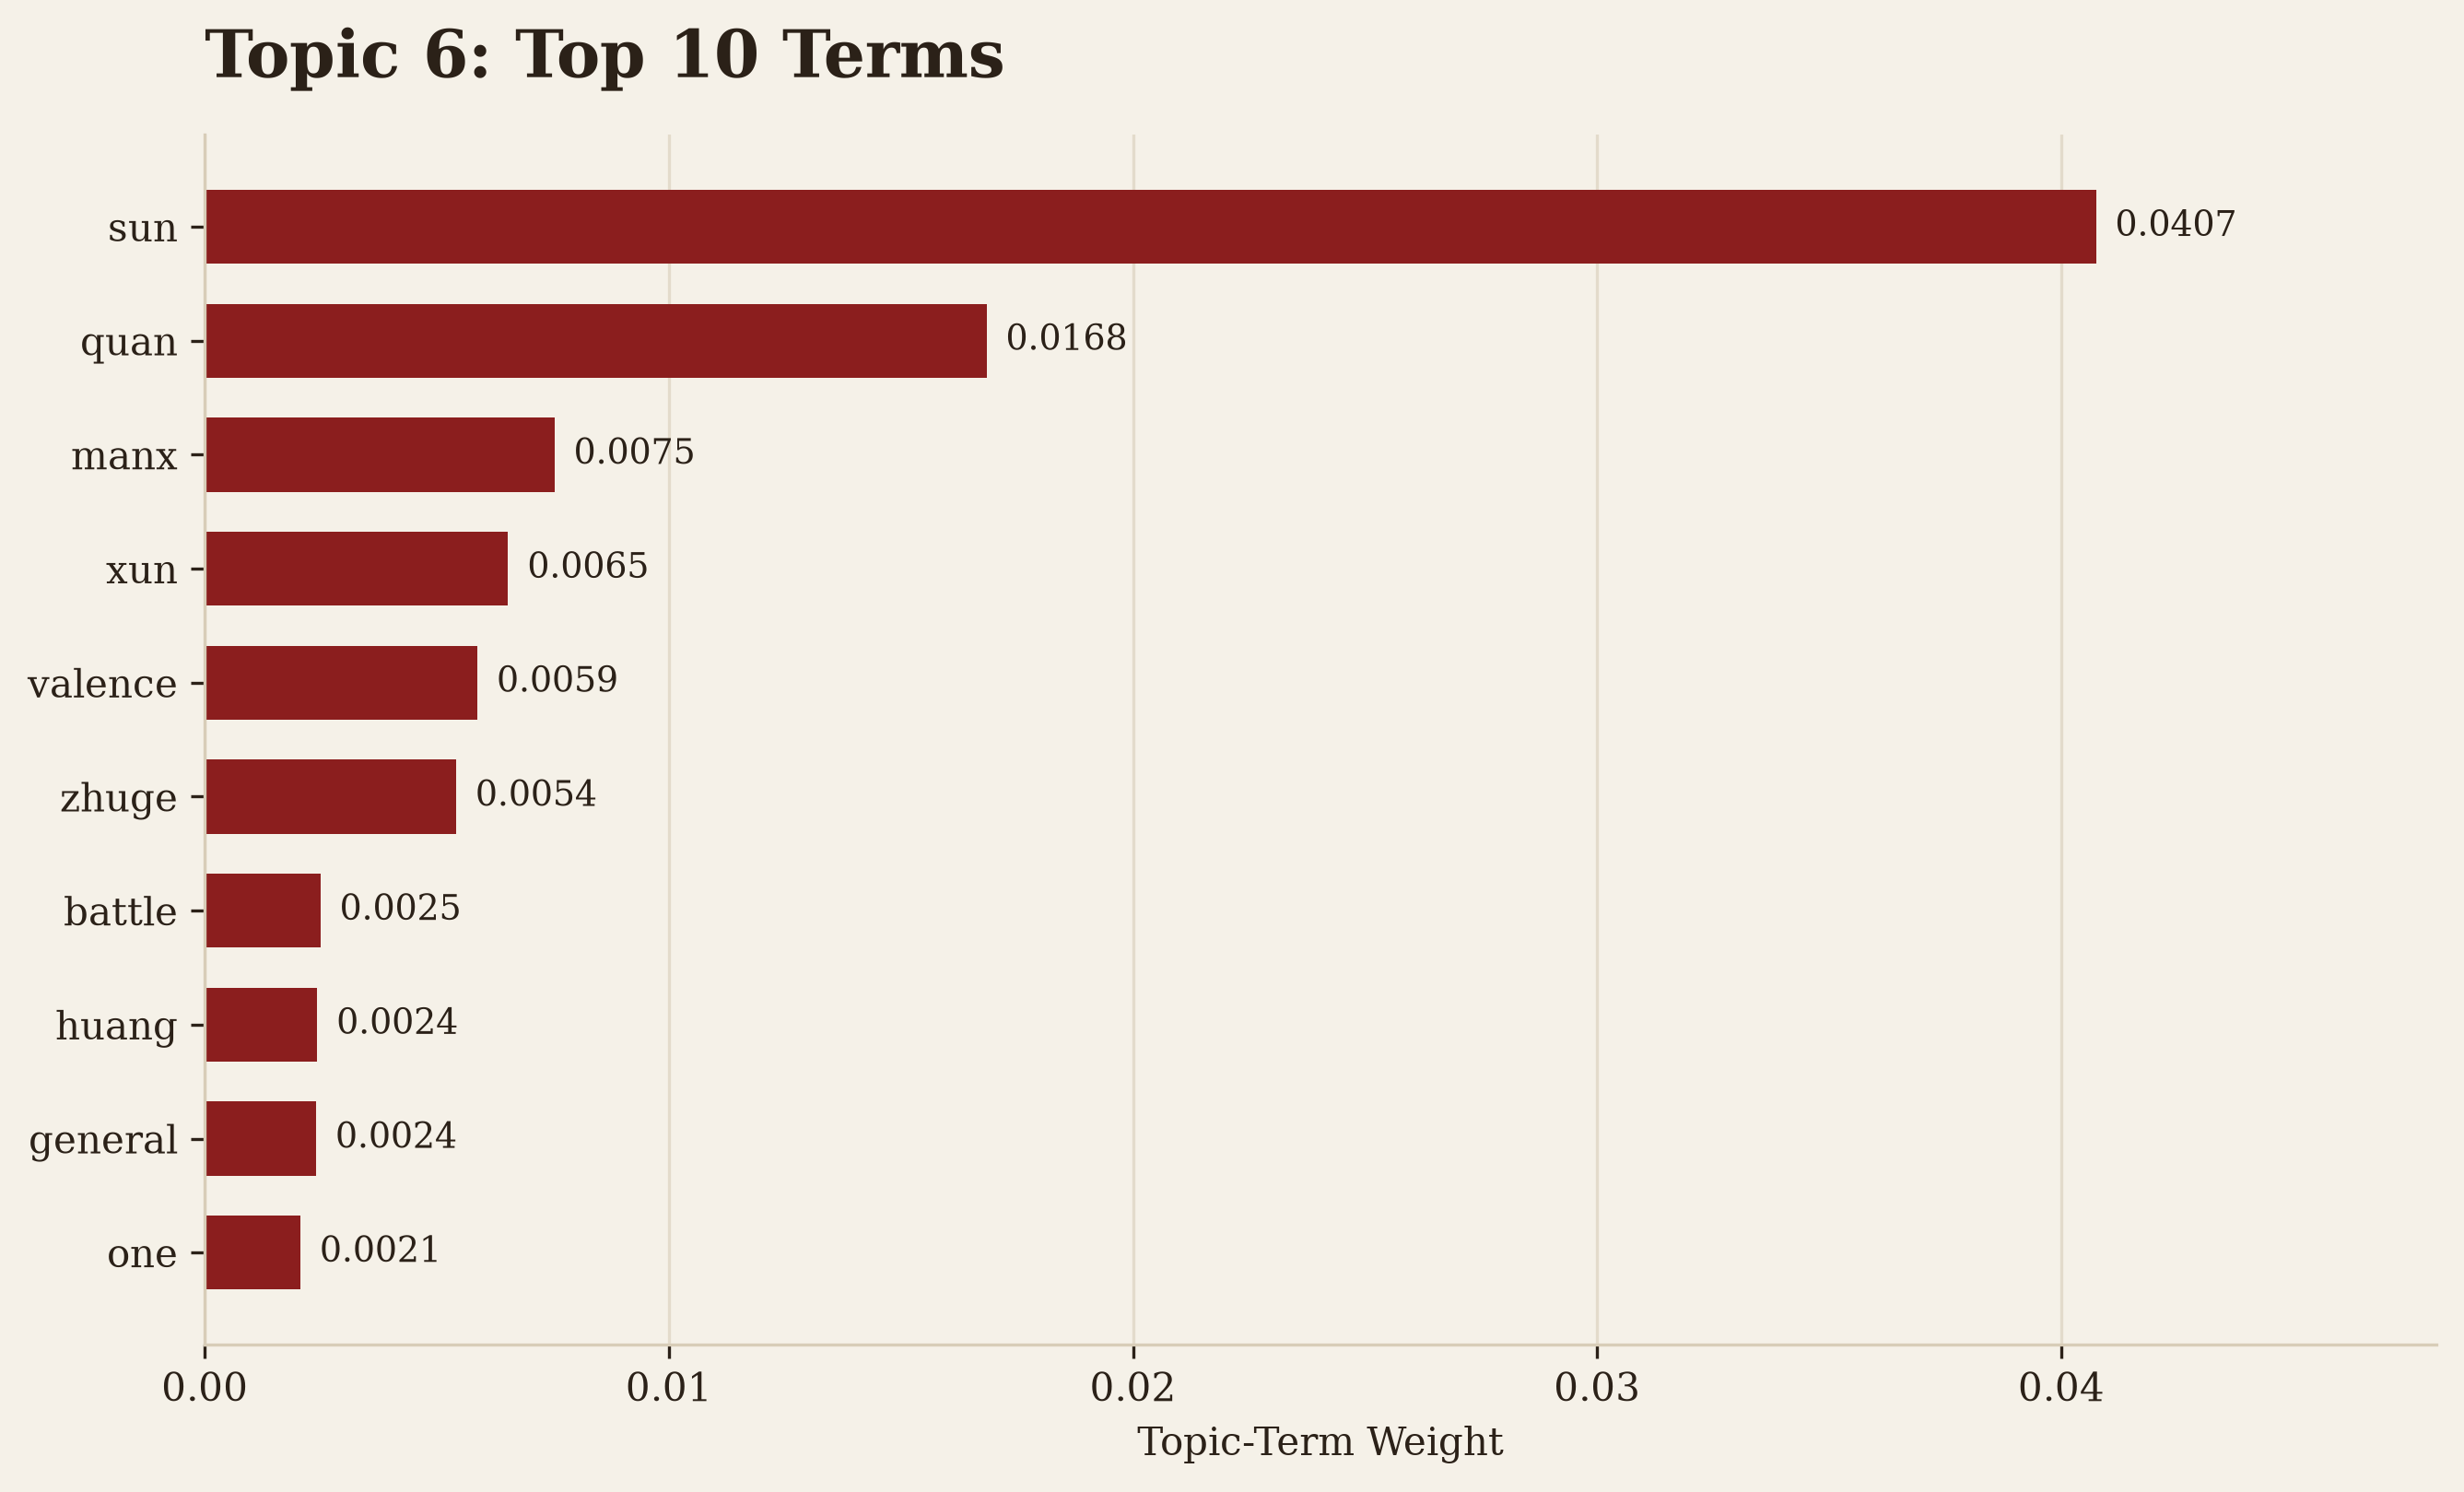 Topic 6: Top 10 Terms
sun 0.0407
quan 0.0168
manx 0.0075
xun 0.0065
valence 0.0059
zhuge 0.0054
battle 0.0025
huang 0.0024
general 0.0024
one 0.0021
0.00 0.01 0.02 0.03 0.04
Topic-Term Weight